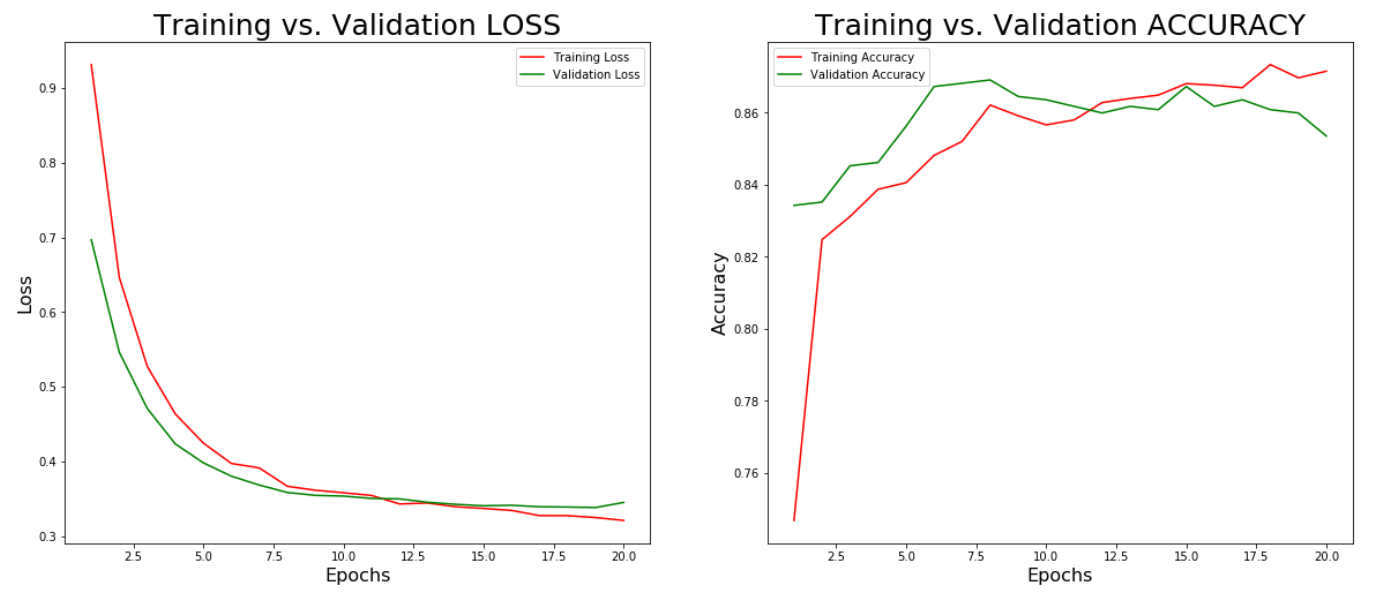 Training vs. Validation LOSS
Training Loss
Validation Loss
0.9
0.8
0.7
0.6
0.5
0.4
0.3
Loss
2.5 5.0 7.5 10.0 12.5 15.0 17.5 20.0
Epochs
Training vs. Validation ACCURACY
Training Accuracy
Validation Accuracy
0.86
0.84
0.82
0.80
0.78
0.76
Accuracy
2.5 5.0 7.5 10.0 12.5 15.0 17.5 20.0
Epochs